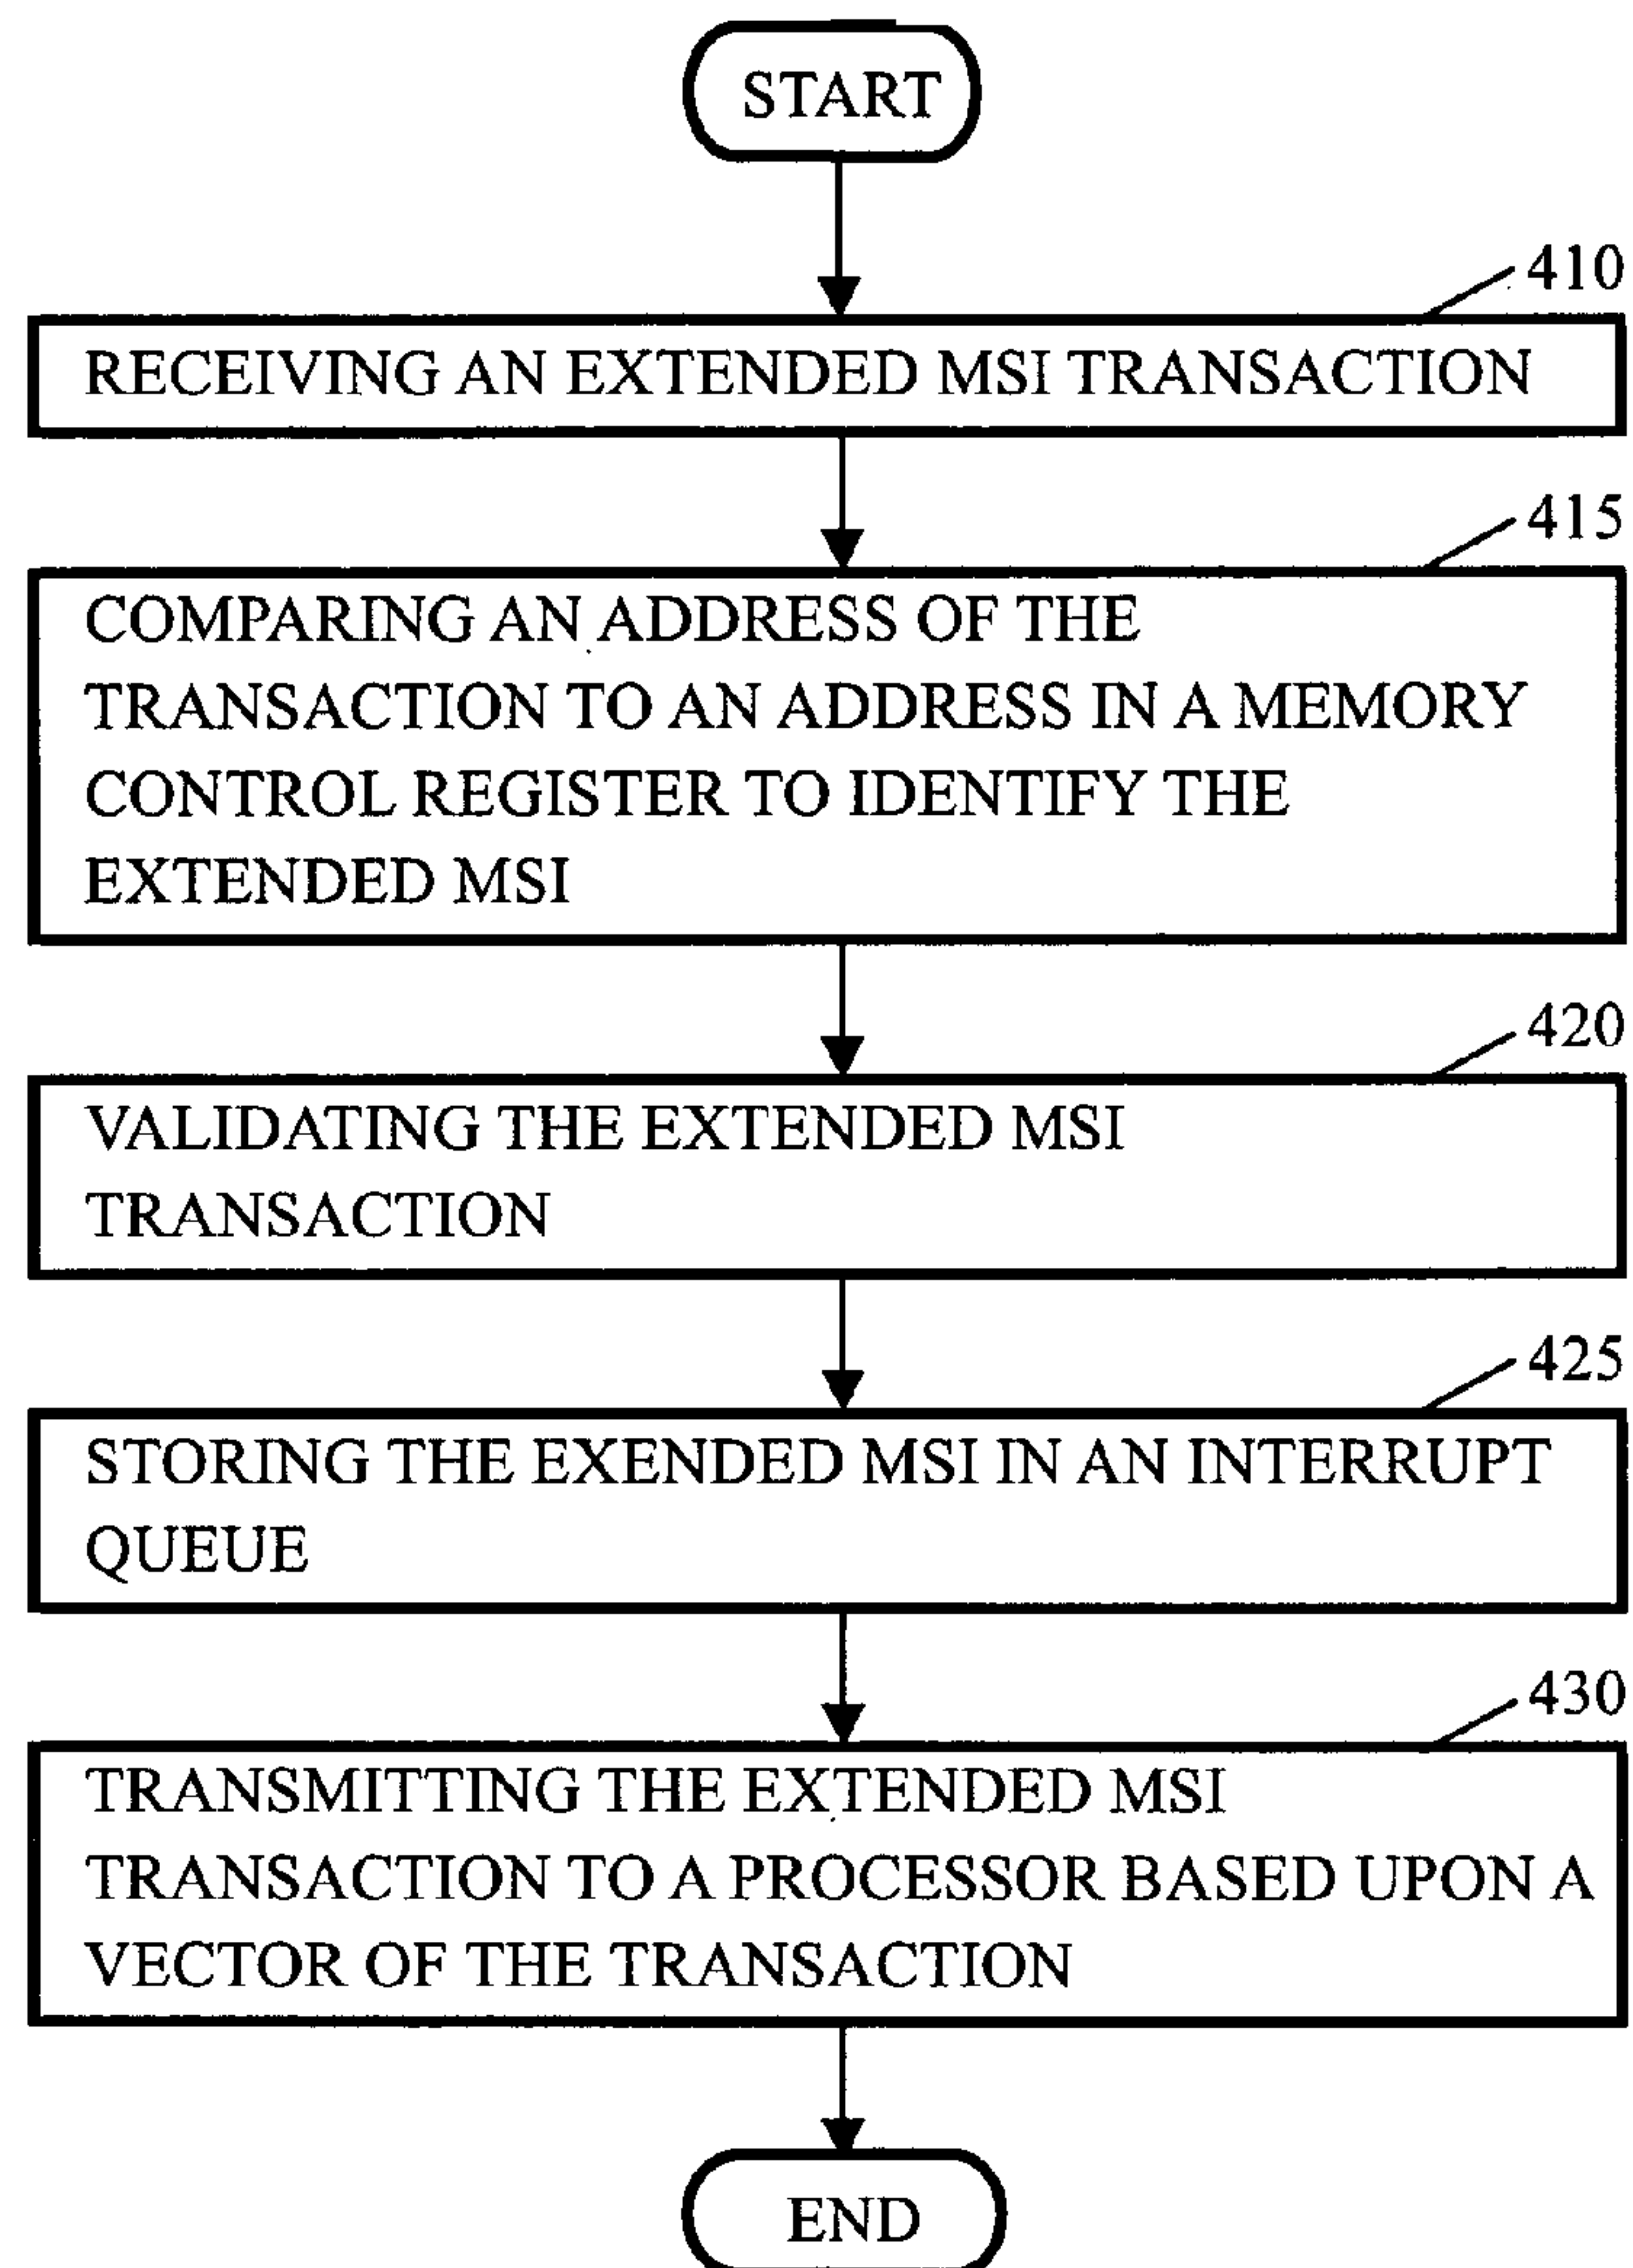 START
410
RECEIVING AN EXTENDED MSI TRANSACTION
415
COMPARING AN ADDRESS OF THE
TRANSACTION TO AN ADDRESS IN A MEMORY
CONTROL REGISTER TO IDENTIFY THE
EXTENDED MSI
420
VALIDATING THE EXTENDED MSI
TRANSACTION
425
STORING THE EXENDED MSI IN AN INTERRUPT
QUEUE
430
TRANSMITTING THE EXTENDED MSI
TRANSACTION TO A PROCESSOR BASED UPON A
VECTOR OF THE TRANSACTION
END